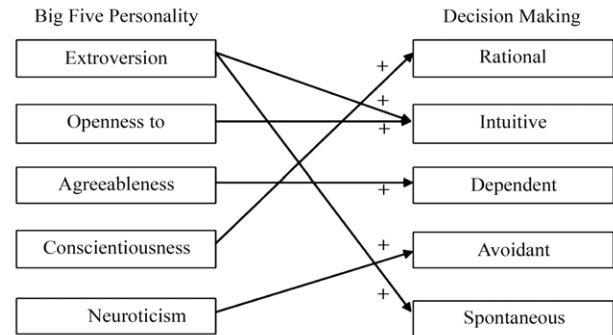 Big Five Personality
Decision Making
Extroversion
Rational
+
+
Openness to
Intuitive
+
Agreeableness
Dependent
+
Conscientiousness
Avoidant
+
Neuroticism
Spontaneous
+